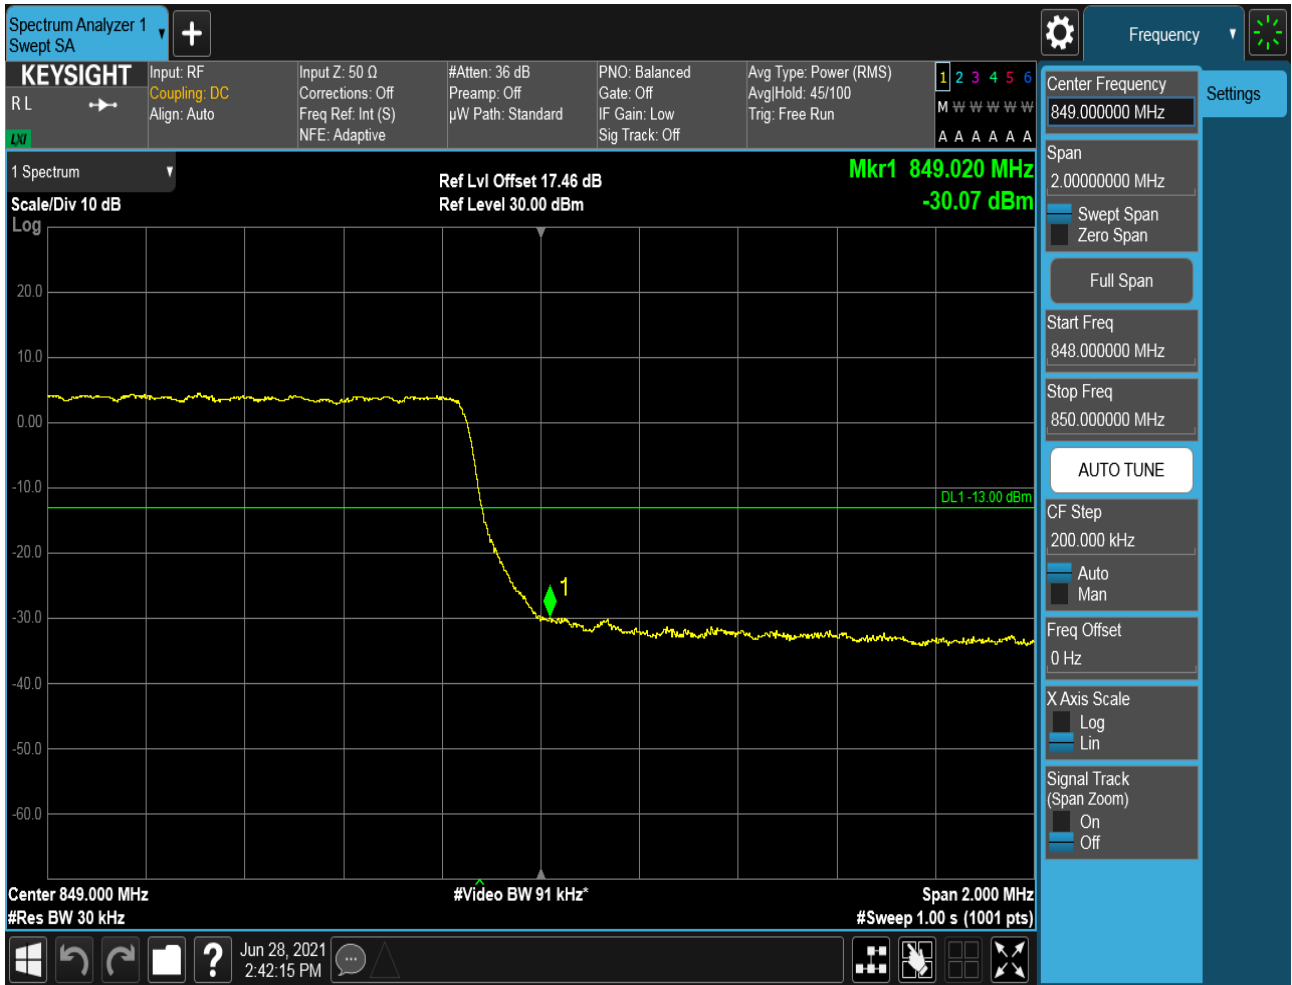 Spectrum Analyzer 1
Swept SA
Frequency
KEYSIGHT
R L
LXI
Input: RF
Coupling: DC
Align: Auto
Input Z: 50 Ω
Corrections: Off
Freq Ref: Int (S)
NFE: Adaptive
#Atten: 36 dB
Preamp: Off
µW Path: Standard
PNO: Balanced
Gate: Off
IF Gain: Low
Sig Track: Off
Avg Type: Power (RMS)
Avg|Hold: 45/100
Trig: Free Run
1 2 3 4 5 6
M W W W W W
A A A A A A
1 Spectrum
Scale/Div 10 dB
Log
Ref Lvl Offset 17.46 dB
Ref Level 30.00 dBm
Mkr1 849.020 MHz
-30.07 dBm
20.0
10.0
0.00
-10.0
-20.0
-30.0
-40.0
-50.0
-60.0
DL1 -13.00 dBm
1
Center 849.000 MHz
#Res BW 30 kHz
#Video BW 91 kHz*
Span 2.000 MHz
#Sweep 1.00 s (1001 pts)
?
Jun 28, 2021
2:42:15 PM
Center Frequency
849.000000 MHz
Settings
Span
2.00000000 MHz
Swept Span
Zero Span
Full Span
Start Freq
848.000000 MHz
Stop Freq
850.000000 MHz
AUTO TUNE
CF Step
200.000 kHz
Auto
Man
Freq Offset
0 Hz
X Axis Scale
Log
Lin
Signal Track
(Span Zoom)
On
Off